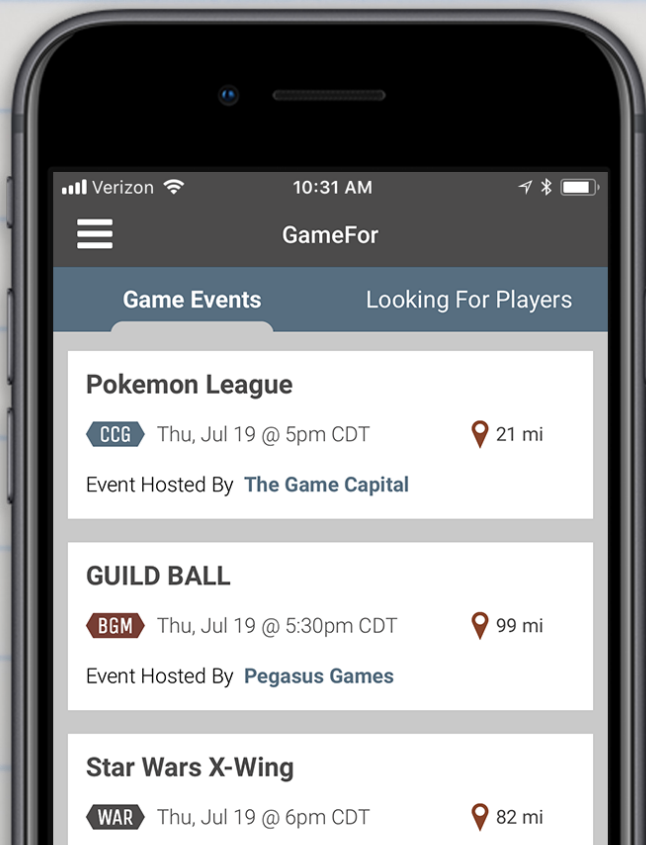 Verizon 10:31 AM
GameFor
Game Events Looking For Players
Pokemon League
CCG Thu, Jul 19 @ 5pm CDT 21 mi
Event Hosted By The Game Capital
GUILD BALL
BGM Thu, Jul 19 @ 5:30pm CDT 99 mi
Event Hosted By Pegasus Games
Star Wars X-Wing
WAR Thu, Jul 19 @ 6pm CDT 82 mi